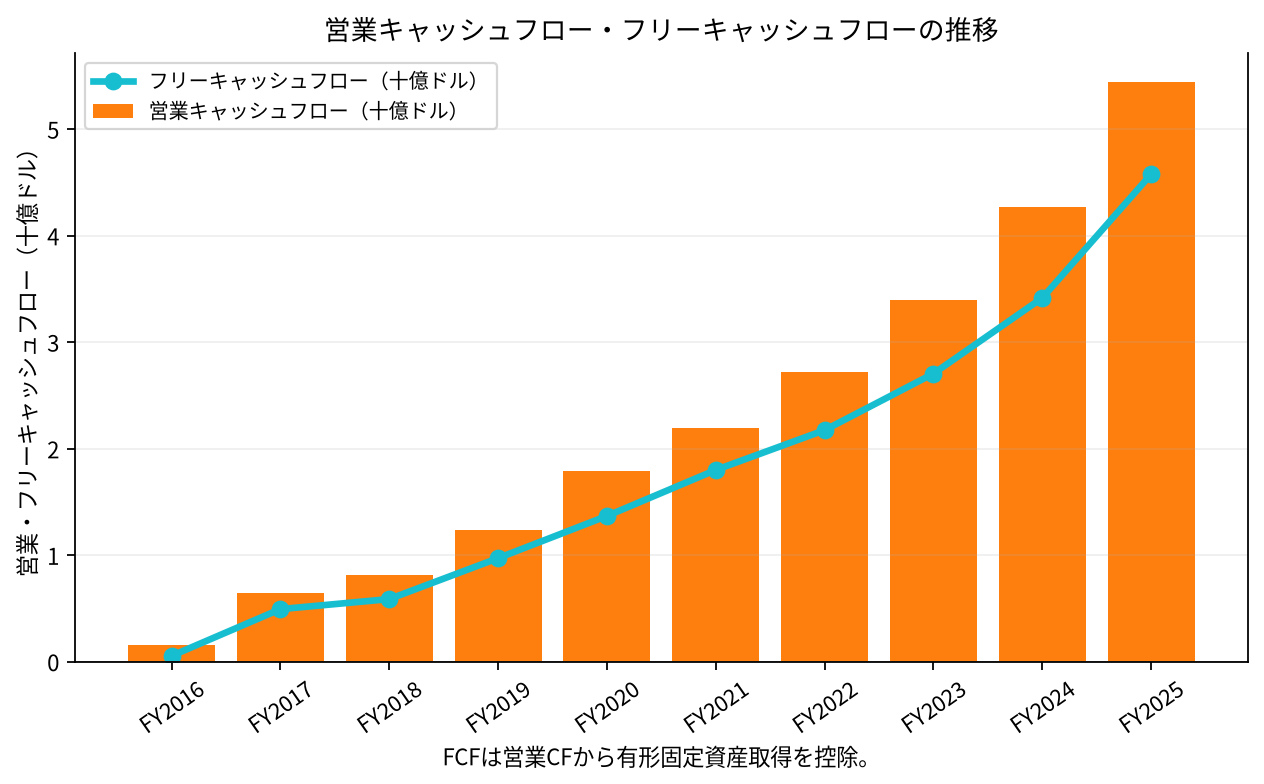 営業キャッシュフロー・フリーキャッシュフローの推移
フリーキャッシュフロー（十億ドル）
営業キャッシュフロー（十億ドル）
営業・フリーキャッシュフロー（十億ドル）
5
4
3
2
1
0
FY2016
FY2017
FY2018
FY2019
FY2020
FY2021
FY2022
FY2023
FY2024
FY2025
FCFは営業CFから有形固定資産取得を控除。